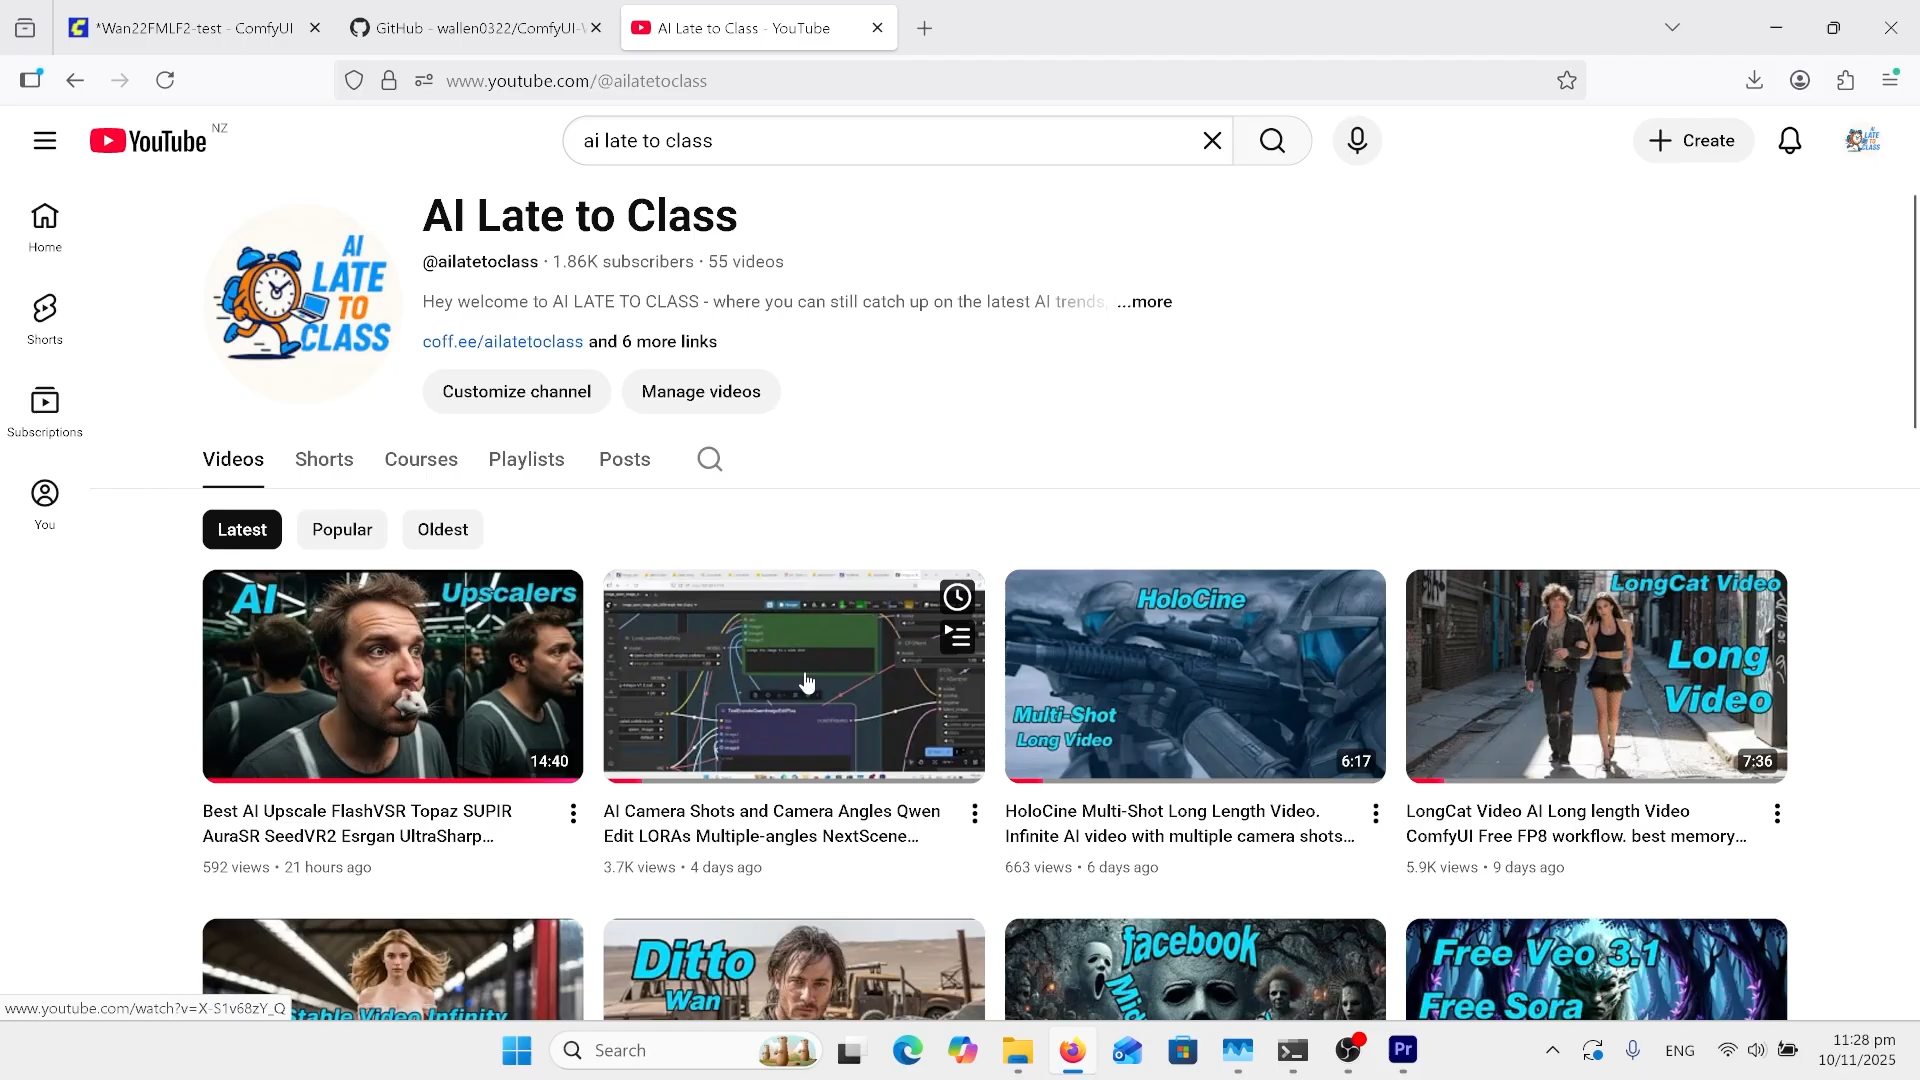 *Wan22FMLF2-test - ComfyUI
GitHub - wallen0322/ComfyUI-
AI Late to Class - YouTube
www.youtube.com/@ailatetoclass
YouTube NZ
ai late to class
Create
Home
Shorts
Subscriptions
You
AI LATE TO CLASS
AI Late to Class
@ailatetoclass · 1.86K subscribers · 55 videos
Hey welcome to AI LATE TO CLASS - where you can still catch up on the latest AI trends, ...more
coff.ee/ailatetoclass and 6 more links
Customize channel
Manage videos
Videos
Shorts
Courses
Playlists
Posts
Latest
Popular
Oldest
AI Upscalers
14:40
HoloCine
Multi-Shot
Long Video
6:17
LongCat Video
Long
Video
7:36
Best AI Upscale FlashVSR Topaz SUPIR
AuraSR SeedVR2 Esrgan UltraSharp...
592 views • 21 hours ago
AI Camera Shots and Camera Angles Qwen
Edit LORAs Multiple-angles NextScene...
3.7K views • 4 days ago
HoloCine Multi-Shot Long Length Video.
Infinite AI video with multiple camera shots...
663 views • 6 days ago
LongCat Video AI Long length Video
ComfyUI Free FP8 workflow. best memory...
5.9K views • 9 days ago
Stable Video Infinity
Ditto
Wan
facebook
Free Veo 3.1
Free Sora
www.youtube.com/watch?v=X-S1v68zY_Q
Search
Pr
ENG
11:28 pm
10/11/2025